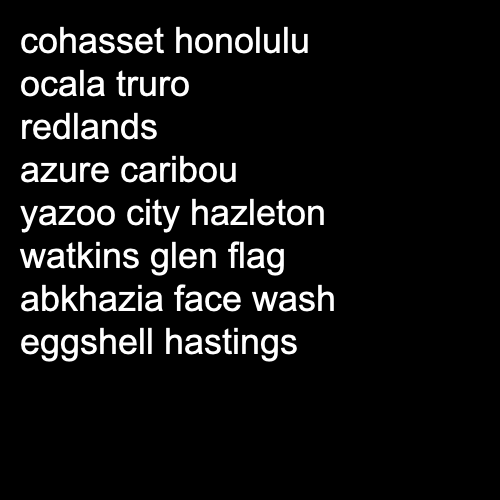 cohasset honolulu
ocala truro
redlands
azure caribou
yazoo city hazleton
watkins glen flag
abkhazia face wash
eggshell hastings